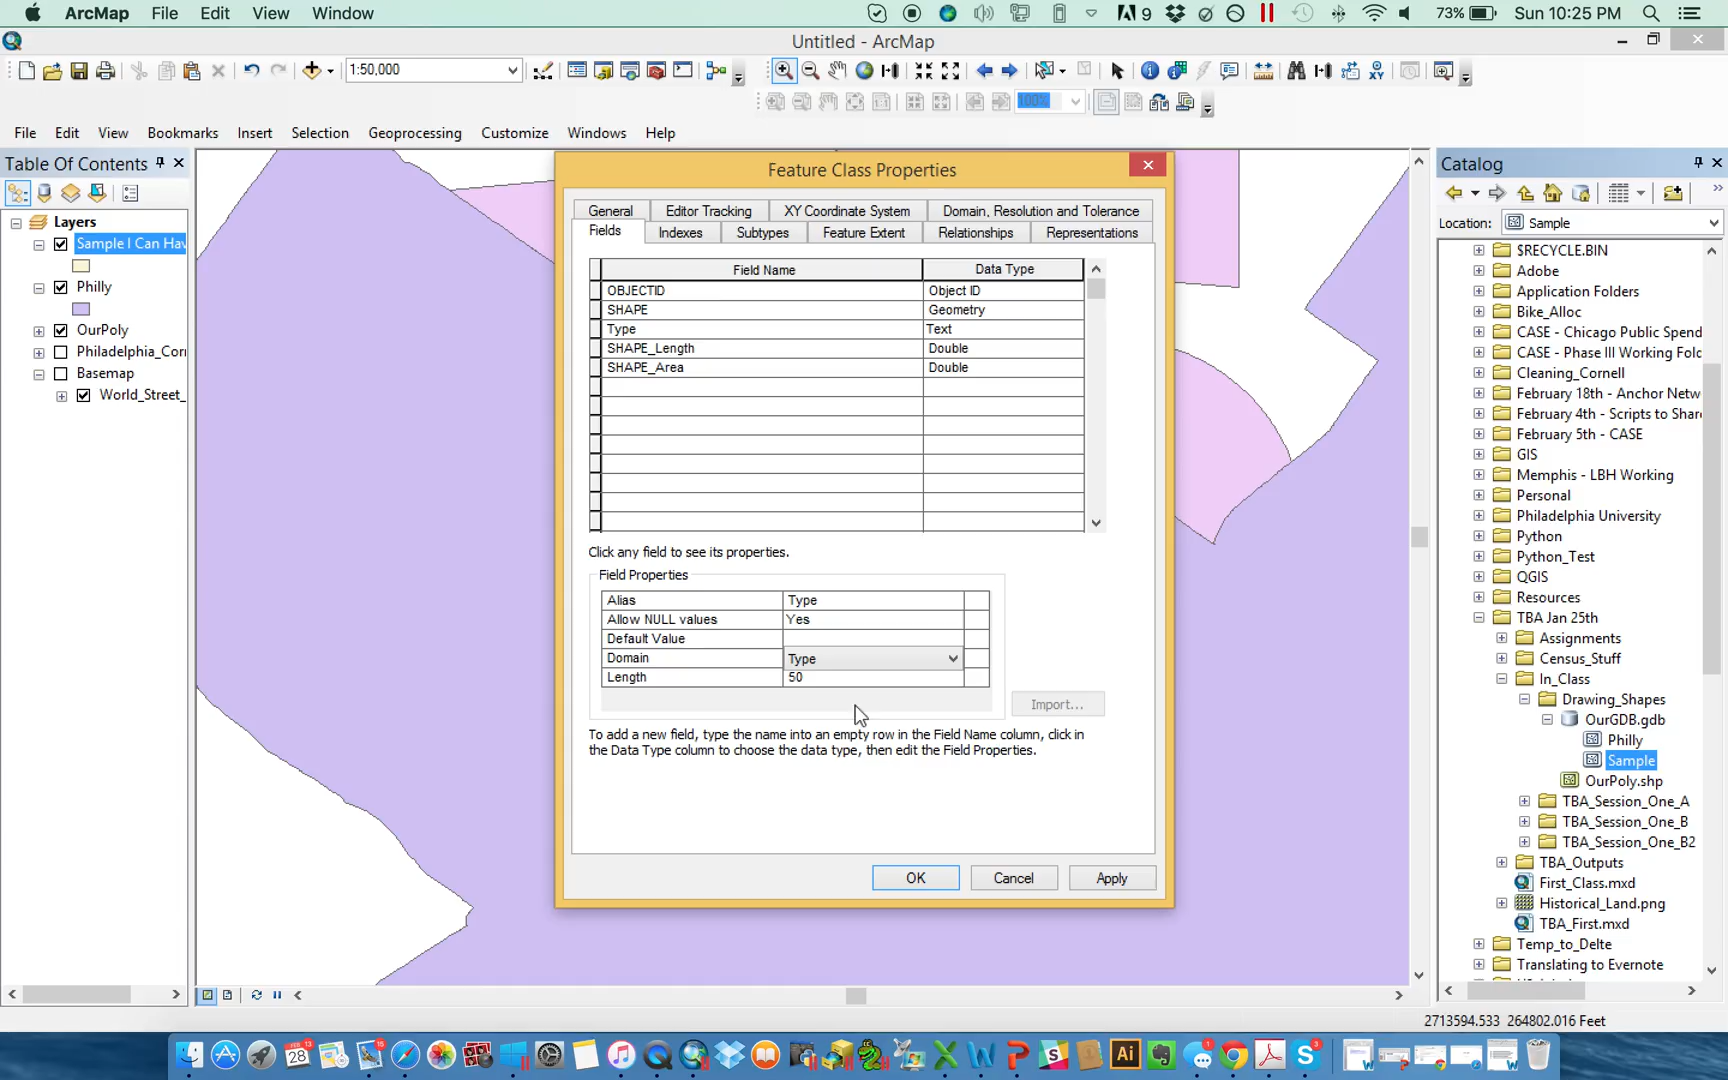 ArcMap File Edit View Window 9 73% Sun 10:25 PM
Untitled - ArcMap
1:50,000
100%
File Edit View Bookmarks Insert Selection Geoprocessing Customize Windows Help
Table Of Contents
Layers
Sample I Can Hav
Philly
OurPoly
Philadelphia_Cor
Basemap
World_Street_
Feature Class Properties
General Editor Tracking XY Coordinate System Domain, Resolution and Tolerance
Fields Indexes Subtypes Feature Extent Relationships Representations
Field Name Data Type
OBJECTID Object ID
SHAPE Geometry
Type Text
SHAPE_Length Double
SHAPE_Area Double
Click any field to see its properties.
Field Properties
Alias Type
Allow NULL values Yes
Default Value
Domain Type
Length 50
Import...
To add a new field, type the name into an empty row in the Field Name column, click in
the Data Type column to choose the data type, then edit the Field Properties.
OK Cancel Apply
Catalog
Location: Sample
$RECYCLE.BIN
Adobe
Application Folders
Bike_Alloc
CASE - Chicago Public Spend
CASE - Phase III Working Fold
Cleaning_Cornell
February 18th - Anchor Netw
February 4th - Scripts to Share
February 5th - CASE
GIS
Memphis - LBH Working
Personal
Philadelphia University
Python
Python_Test
QGIS
Resources
TBA Jan 25th
Assignments
Census_Stuff
In_Class
Drawing_Shapes
OurGDB.gdb
Philly
Sample
OurPoly.shp
TBA_Session_One_A
TBA_Session_One_B
TBA_Session_One_B2
TBA_Outputs
First_Class.mxd
Historical_Land.png
TBA_First.mxd
Temp_to_Delte
Translating to Evernote
2713594.533 264802.016 Feet